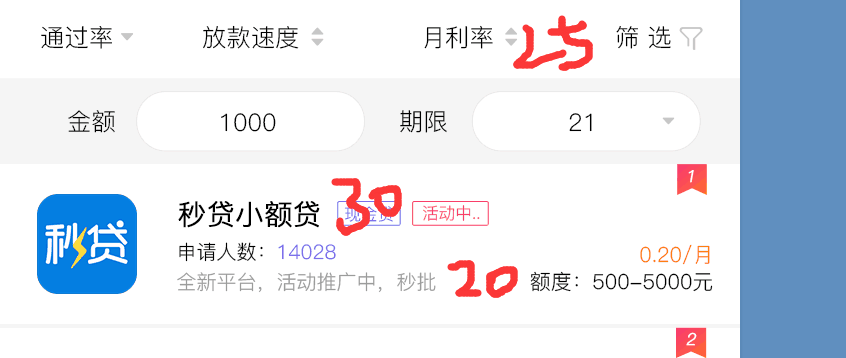 通过率 放款速度 月利率 25 筛 选
金额 1000 期限 21
1
秒贷 秒贷小额贷 30 现金贷 活动中..
申请人数：14028 0.20/月
全新平台，活动推广中，秒批 20 额度：500-5000元
2